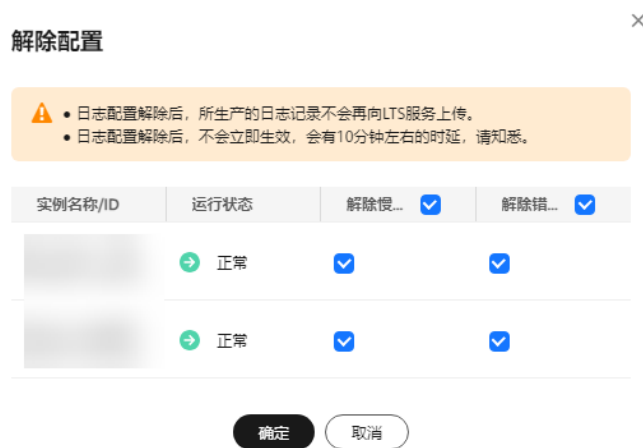 解除配置
• 日志配置解除后，所生产的日志记录不会再向LTS服务上传。
• 日志配置解除后，不会立即生效，会有10分钟左右的时延，请知悉。
实例名称/ID 运行状态 解除慢... 解除错...
正常
正常
确定 取消